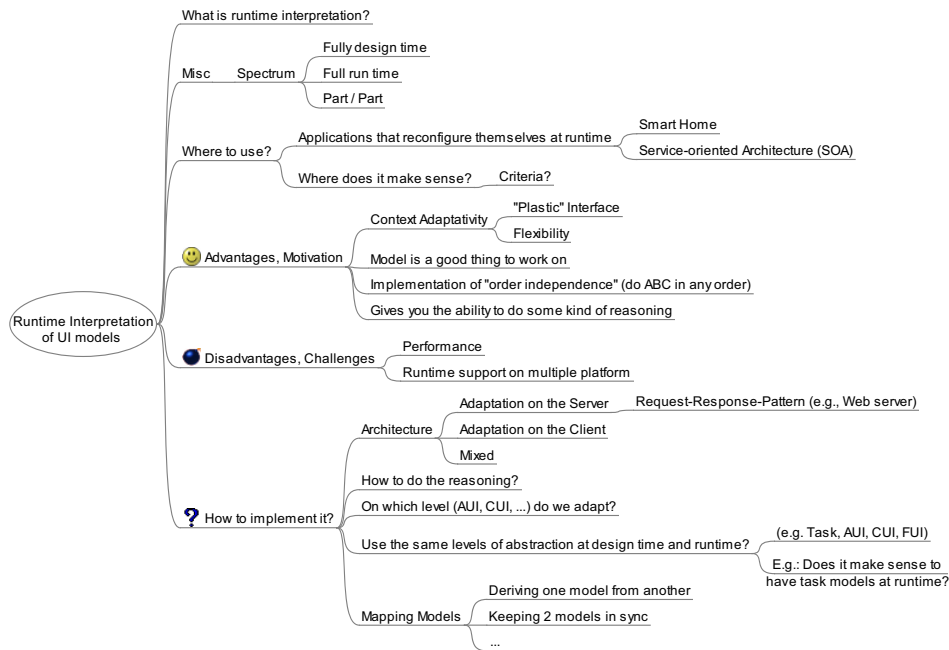 What is runtime interpretation?
Misc
Spectrum
Fully design time
Full run time
Part / Part
Where to use?
Applications that reconfigure themselves at runtime
Smart Home
Service-oriented Architecture (SOA)
Where does it make sense?
Criteria?
Advantages, Motivation
Context Adaptativity
"Plastic" Interface
Flexibility
Model is a good thing to work on
Implementation of "order independence" (do ABC in any order)
Gives you the ability to do some kind of reasoning
Runtime Interpretation
of UI models
Disadvantages, Challenges
Performance
Runtime support on multiple platform
How to implement it?
Architecture
Adaptation on the Server
Request-Response-Pattern (e.g., Web server)
Adaptation on the Client
Mixed
How to do the reasoning?
On which level (AUI, CUI, ...) do we adapt?
Use the same levels of abstraction at design time and runtime?
(e.g. Task, AUI, CUI, FUI)
E.g.: Does it make sense to
have task models at runtime?
Mapping Models
Deriving one model from another
Keeping 2 models in sync
...